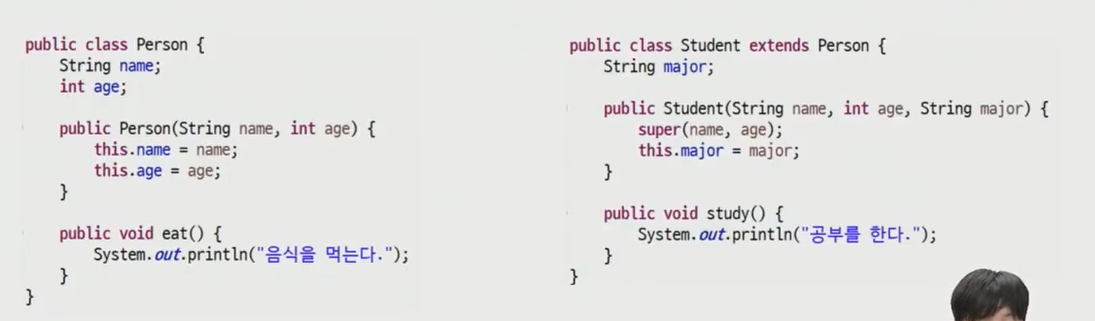 public class Person {
String name;
int age;
public Person(String name, int age) {
this.name = name;
this.age = age;
}
public void eat() {
System.out.println("음식을 먹는다.");
}
}
public class Student extends Person {
String major;
public Student(String name, int age, String major) {
super(name, age);
this.major = major;
}
public void study() {
System.out.println("공부를 한다.");
}
}